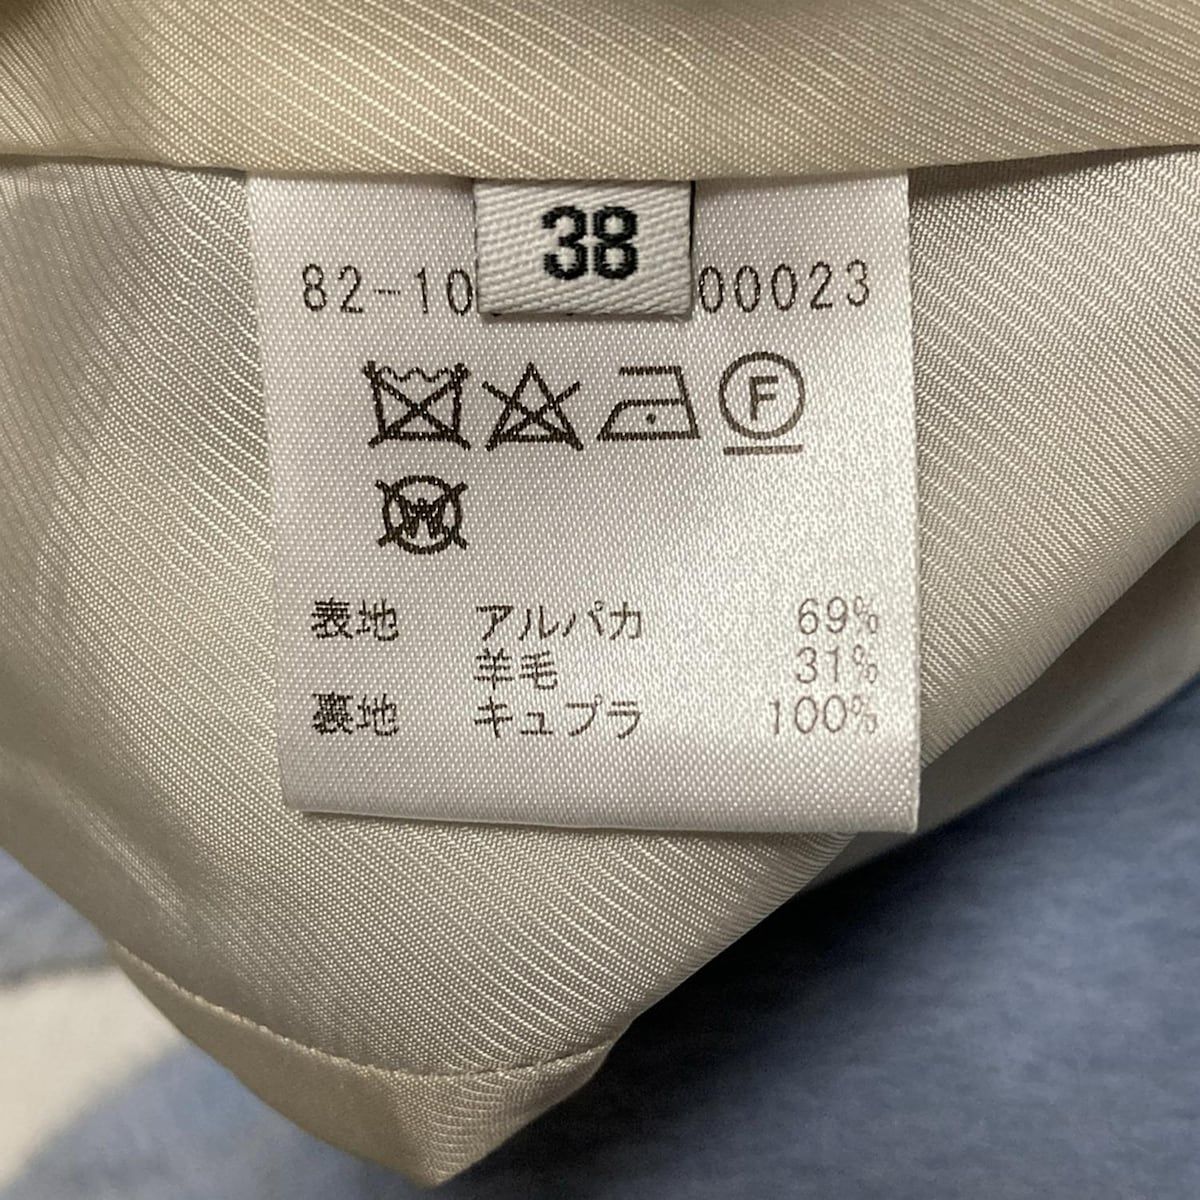 38
82-10 00023
F
W
表地 アルパカ 69%
羊毛 31%
裏地 キュプラ 100%